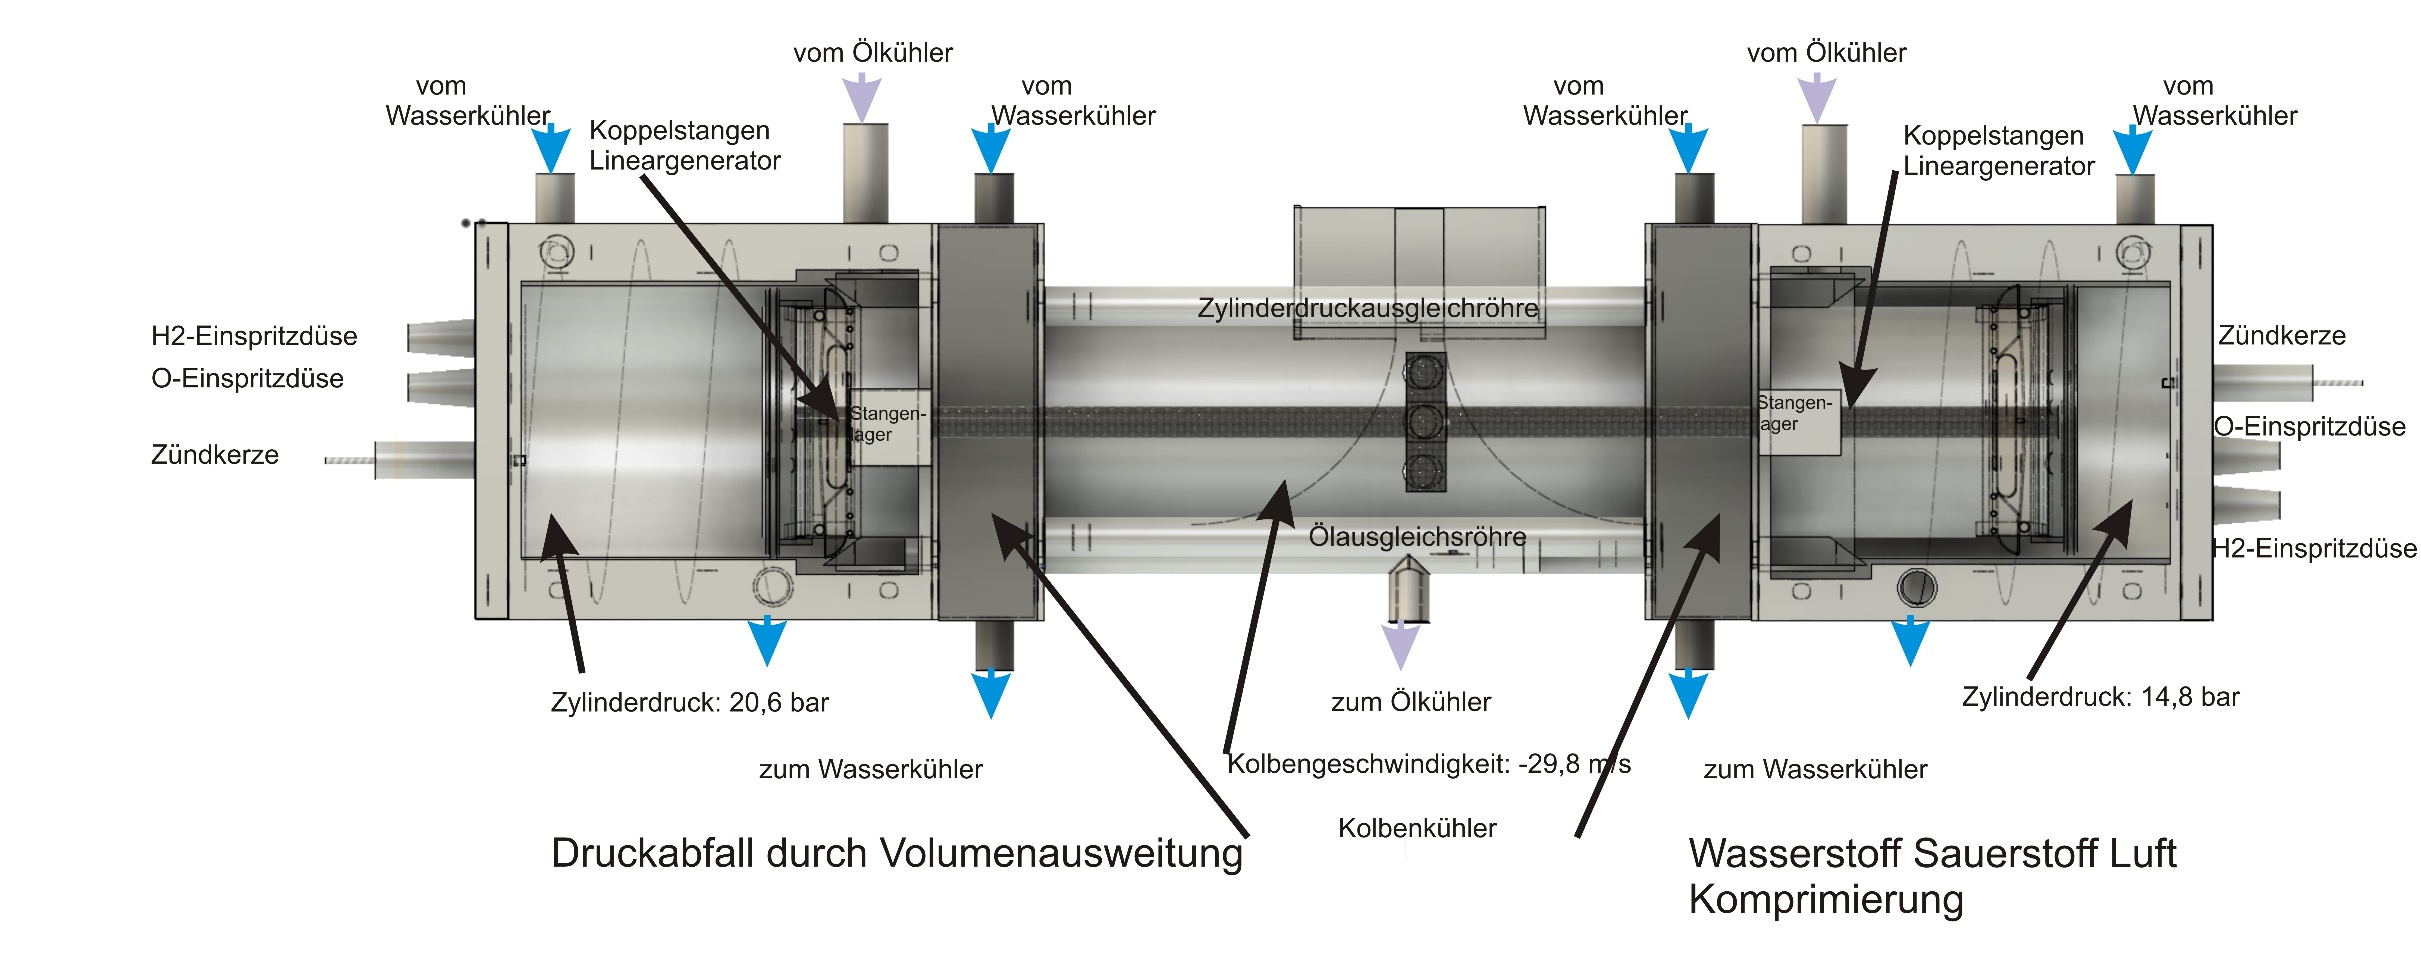 vom Ölkühler
vom Ölkühler
vom
Wasserkühler
vom
Wasserkühler
vom
Wasserkühler
vom
Wasserkühler
Koppelstangen
Lineargenerator
Koppelstangen
Lineargenerator
Zylinderdruckausgleichröhre
H2-Einspritzdüse
O-Einspritzdüse
Zündkerze
Zündkerze
O-Einspritzdüse
H2-Einspritzdüse
Stangen-
lager
Stangen-
lager
Ölausgleichsröhre
Zylinderdruck: 20,6 bar
zum Ölkühler
Zylinderdruck: 14,8 bar
zum Wasserkühler
Kolbengeschwindigkeit: -29,8 m/s
zum Wasserkühler
Kolbenkühler
Druckabfall durch Volumenausweitung
Wasserstoff Sauerstoff Luft
Komprimierung